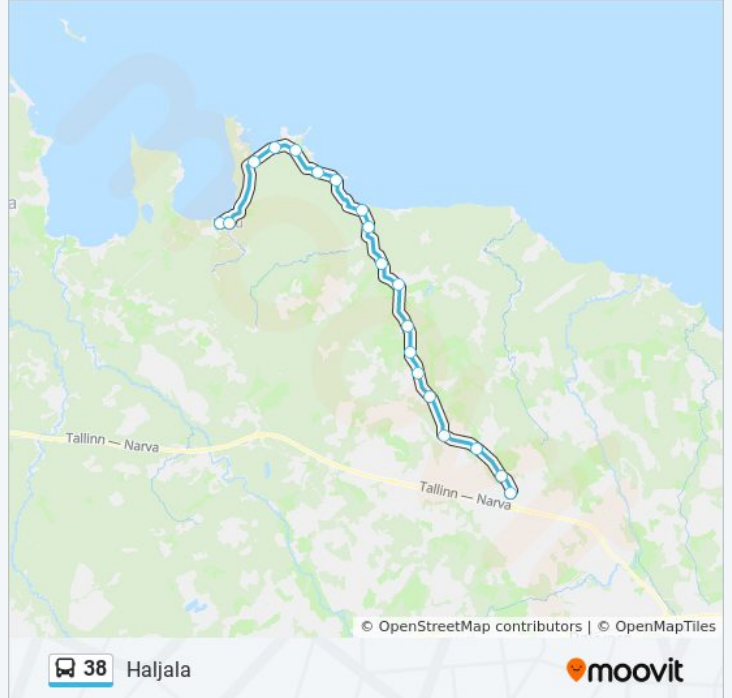 a
Tallinn — Narva
Tallinn — Narva
© OpenStreetMap contributors | © OpenMapTiles
38 Haljala
moovit